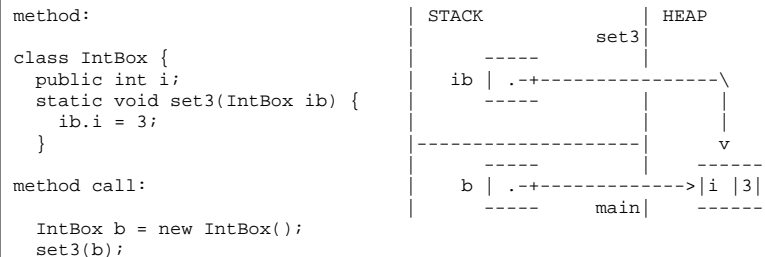 method:                            | STACK              | HEAP
                                   |                set3|
class IntBox {                     |       -----        |
  public int i;                    |    ib | .-+----------------\
  static void set3(IntBox ib) {    |       -----        |      |
    ib.i = 3;                      |                    |      |
  }                                |--------------------|      v
                                   |       -----        |    ------
method call:                       |     b | .-+------------->|i |3|
                                   |       -----    main|    ------
  IntBox b = new IntBox();
  set3(b);